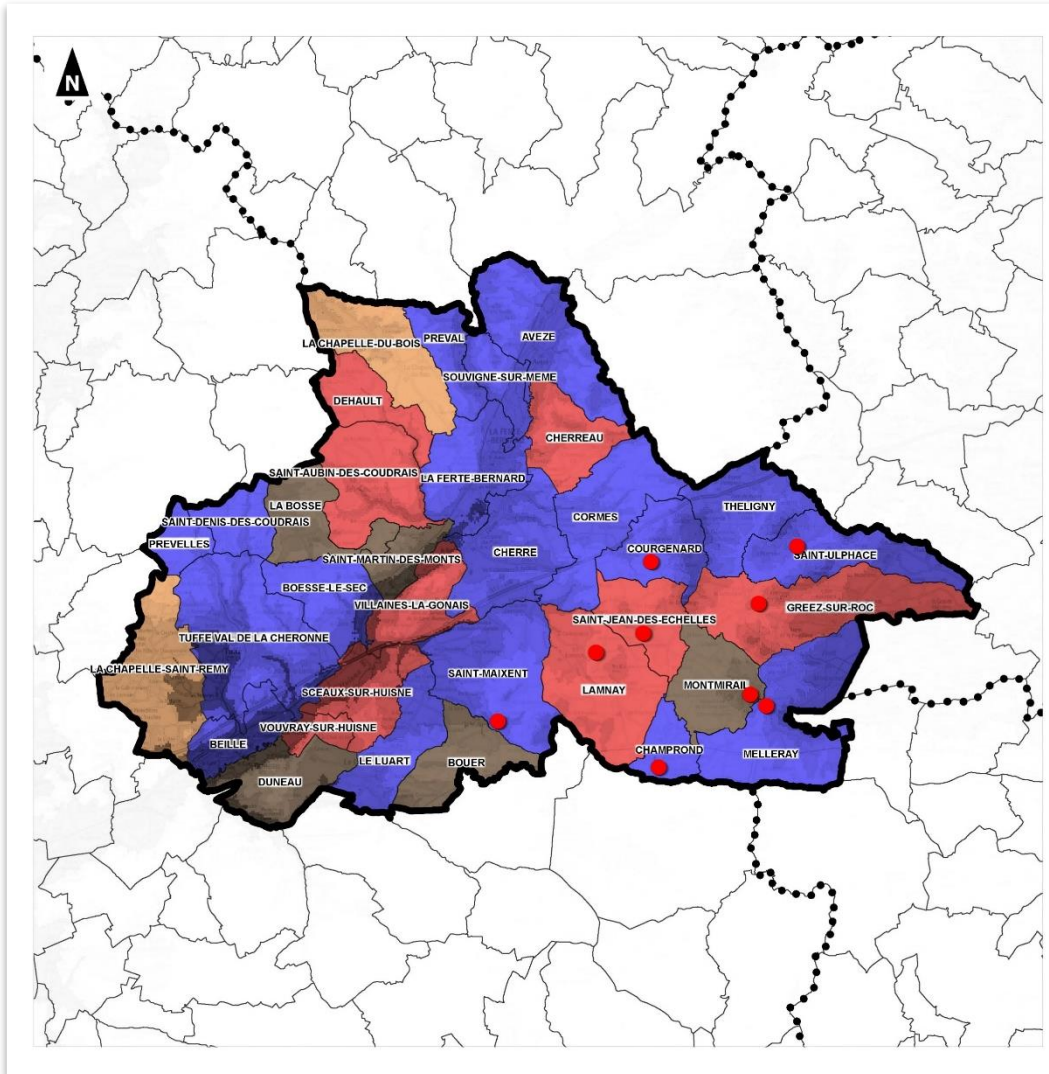 N
LA CHAPELLE-DU-BOIS
PREVAL
AVEZE
SOUVIGNE-SUR-MEME
DEHAULT
CHERREAU
SAINT-AUBIN-DES-COUDRAIS
LA FERTE-BERNARD
LA BOSSE
THELIGNY
SAINT-DENIS-DES-COUDRAIS
CORMES
PREVELLES
SAINT-MARTIN-DES-MONTS
CHERRE
COURGENARD
SAINT-ULPHACE
BOESSE-LE-SEC
VILLAINES-LA-GONAIS
GREEZ-SUR-ROC
SAINT-JEAN-DES-ECHELLES
TUFFE VAL DE LA CHERONNE
LA CHAPELLE-SAINT-REMY
SAINT-MAIXENT
MONTMIRAIL
LAMNAY
SCEAUX-SUR-HUISNE
VOUVRAY-SUR-HUISNE
BEILLE
CHAMPROND
MELLERAY
LE LUART
BOUER
DUNEAU